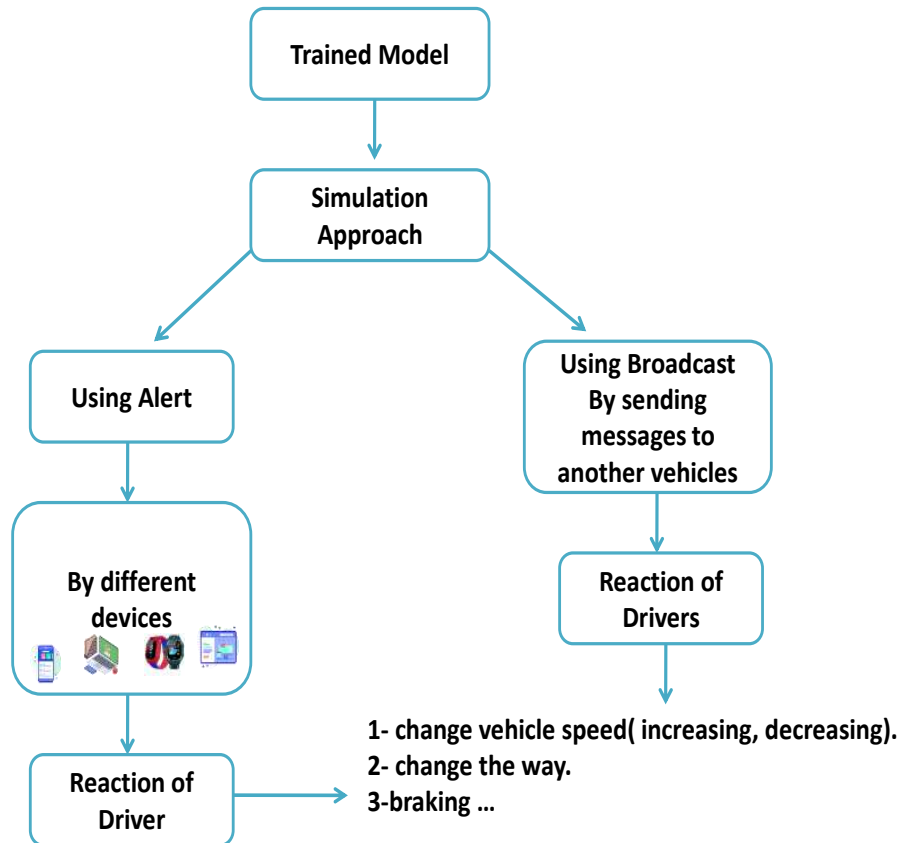 Trained Model
Simulation
Approach
Using Alert
Using Broadcast
By sending
messages to
another vehicles
By different
devices
Reaction of
Drivers
1- change vehicle speed( increasing, decreasing).
2- change the way.
3-braking ...
Reaction of
Driver